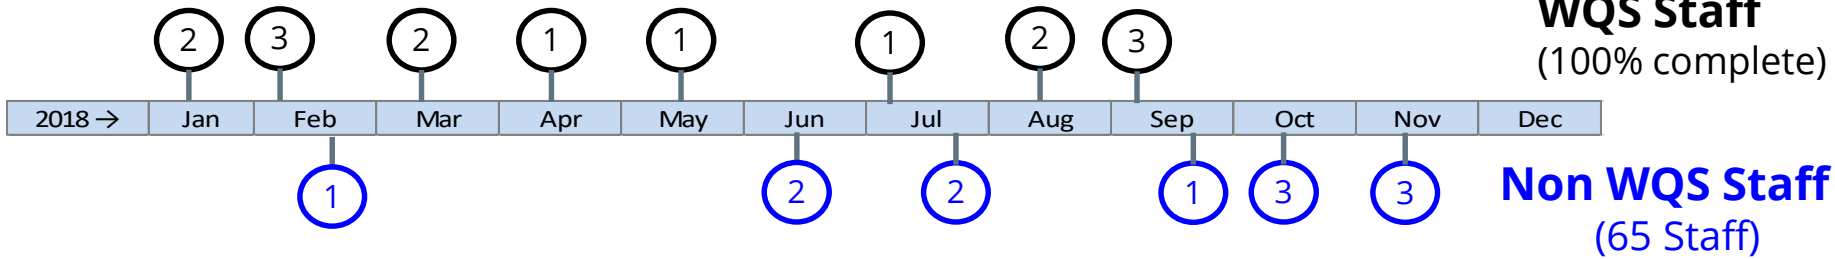 2 3 2 1 1 1 2 3
WQS Staff
(100% complete)
2018 → Jan Feb Mar Apr May Jun Jul Aug Sep Oct Nov Dec
1 2 2 1 3 3
Non WQS Staff
(65 Staff)